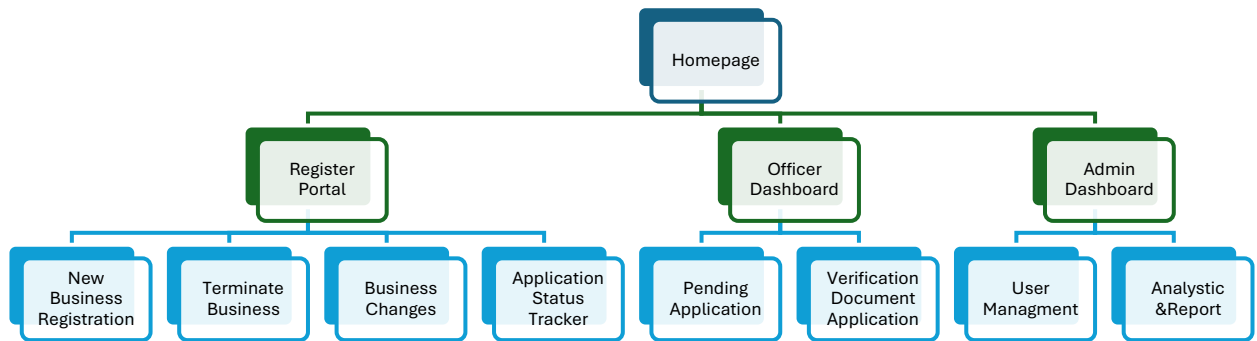 Homepage
Register
Portal
Officer
Dashboard
Admin
Dashboard
New
Business
Registration
Terminate
Business
Business
Changes
Application
Status
Tracker
Pending
Application
Verification
Document
Application
User
Managment
Analystic
&Report